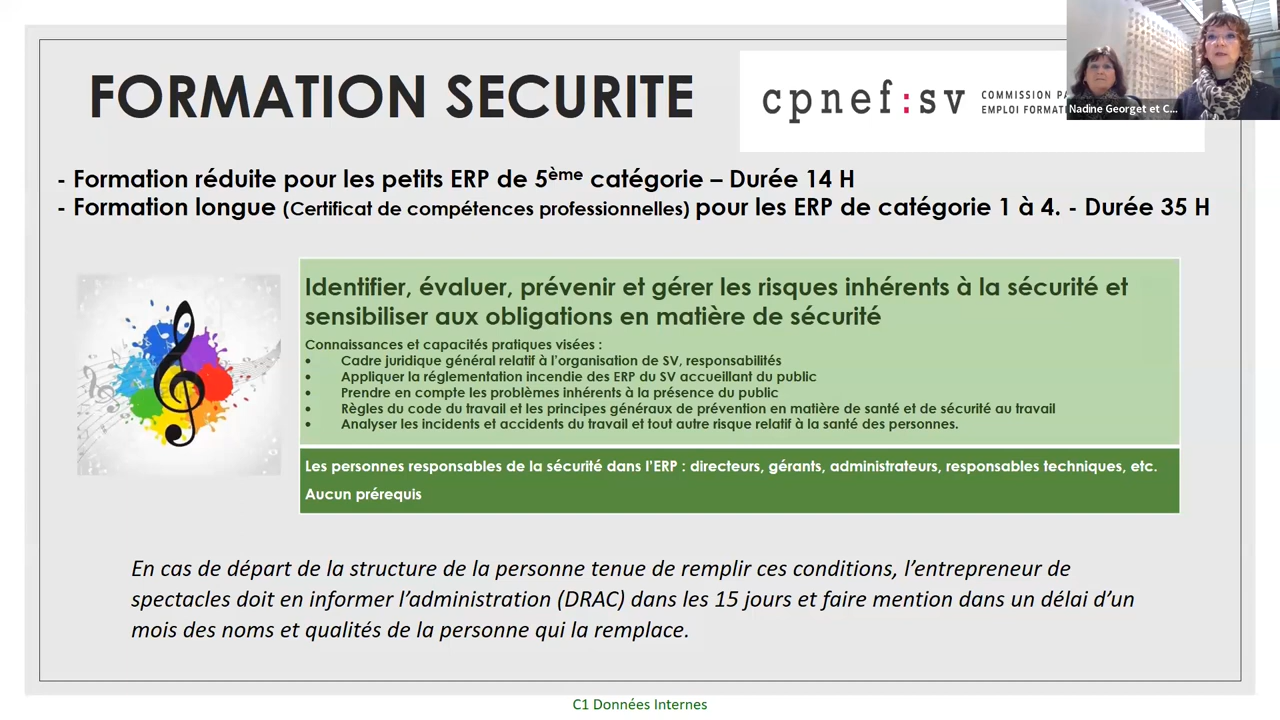 FORMATION SECURITE
cpnef:sv
COMMISSION
EMPLOI
Nadine Georget et C...
- Formation réduite pour les petits ERP de 5ème catégorie – Durée 14 H
- Formation longue (Certificat de compétences professionnelles) pour les ERP de catégorie 1 à 4. - Durée 35 H
Identifier, évaluer, prévenir et gérer les risques inhérents à la sécurité et
sensibiliser aux obligations en matière de sécurité
Connaissances et capacités pratiques visées :
• Cadre juridique général relatif à l'organisation de SV, responsabilités
• Appliquer la réglementation incendie des ERP du SV accueillant du public
• Prendre en compte les problèmes inhérents à la présence du public
• Règles du code du travail et les principes généraux de prévention en matière de santé et de sécurité au travail
• Analyser les incidents et accidents du travail et tout autre risque relatif à la santé des personnes.
Les personnes responsables de la sécurité dans l'ERP : directeurs, gérants, administrateurs, responsables techniques, etc.
Aucun prérequis
En cas de départ de la structure de la personne tenue de remplir ces conditions, l'entrepreneur de
spectacles doit en informer l'administration (DRAC) dans les 15 jours et faire mention dans un délai d'un
mois des noms et qualités de la personne qui la remplace.
C1 Données Internes